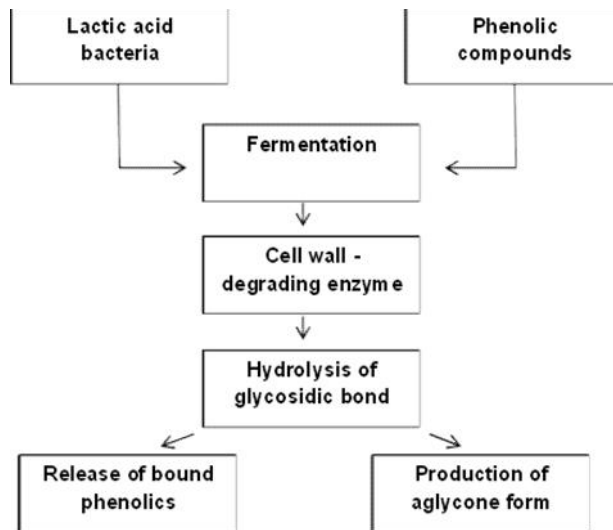 Lactic acid
bacteria
Phenolic
compounds
Fermentation
Cell wall -
degrading enzyme
Hydrolysis of
glycosidic bond
Release of bound
phenolics
Production of
aglycone form